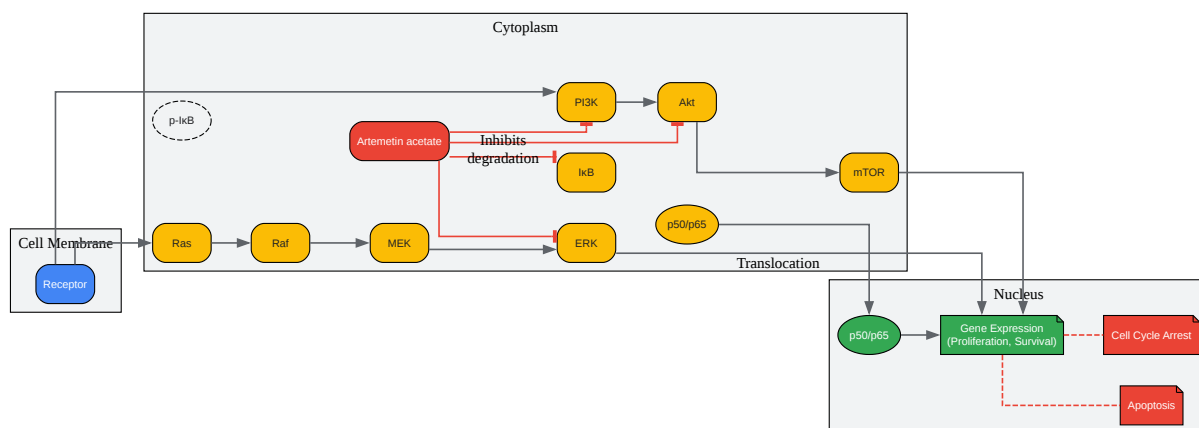 Cytoplasm
PI3K
Akt
p-IκB
Artemetin acetate
Inhibits
degradation
IκB
mTOR
p50/p65
Cell Membrane
Ras
Raf
MEK
ERK
Translocation
Receptor
Nucleus
p50/p65
Gene Expression
(Proliferation, Survival)
Cell Cycle Arrest
Apoptosis